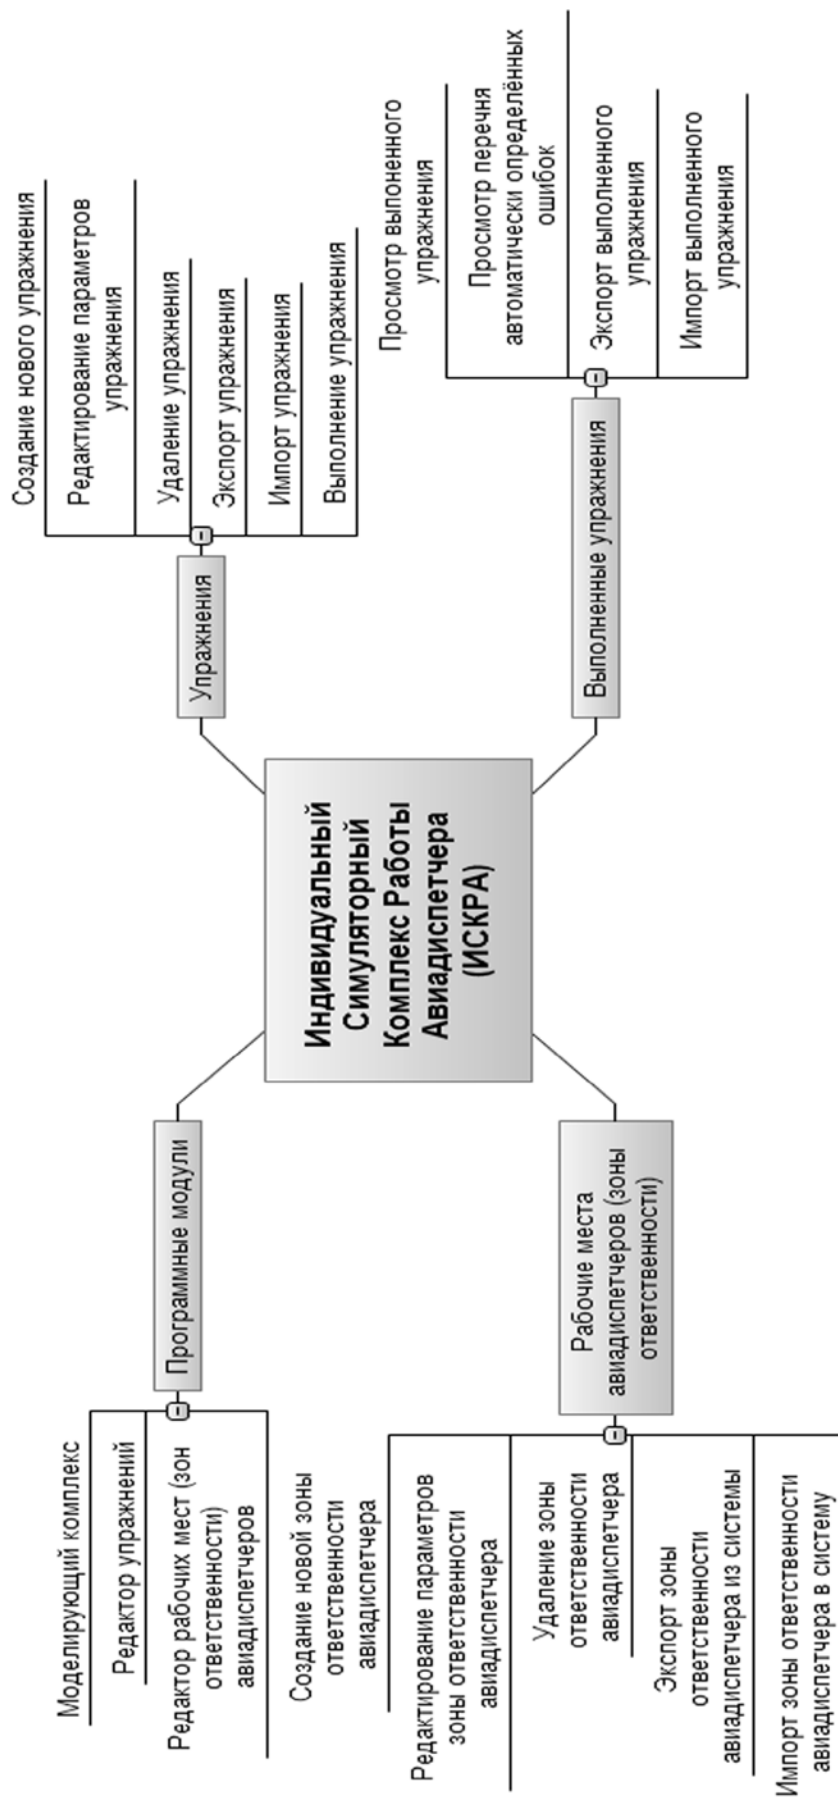 Индивидуальный
Симуляторный
Комплекс Работы
Авиадиспетчера
(ИСКРА)
Программные модули
Моделирующий комплекс
Редактор упражнений
Редактор рабочих мест (зон
ответственности)
авиадиспетчеров
Рабочие места
авиадиспетчеров (зоны
ответственности)
Создание новой зоны
ответственности
авиадиспетчера
Редактирование параметров
зоны ответственности
авиадиспетчера
Удаление зоны
ответственности
авиадиспетчера
Экспорт зоны
ответственности
авиадиспетчера из системы
Импорт зоны ответственности
авиадиспетчера в систему
Упражнения
Создание нового упражнения
Редактирование параметров
упражнения
Удаление упражнения
Экспорт упражнения
Импорт упражнения
Выполнение упражнения
Выполненные упражнения
Просмотр выпоненного
упражнения
Просмотр перечня
автоматически определённых
ошибок
Экспорт выполненного
упражнения
Импорт выполненного
упражнения